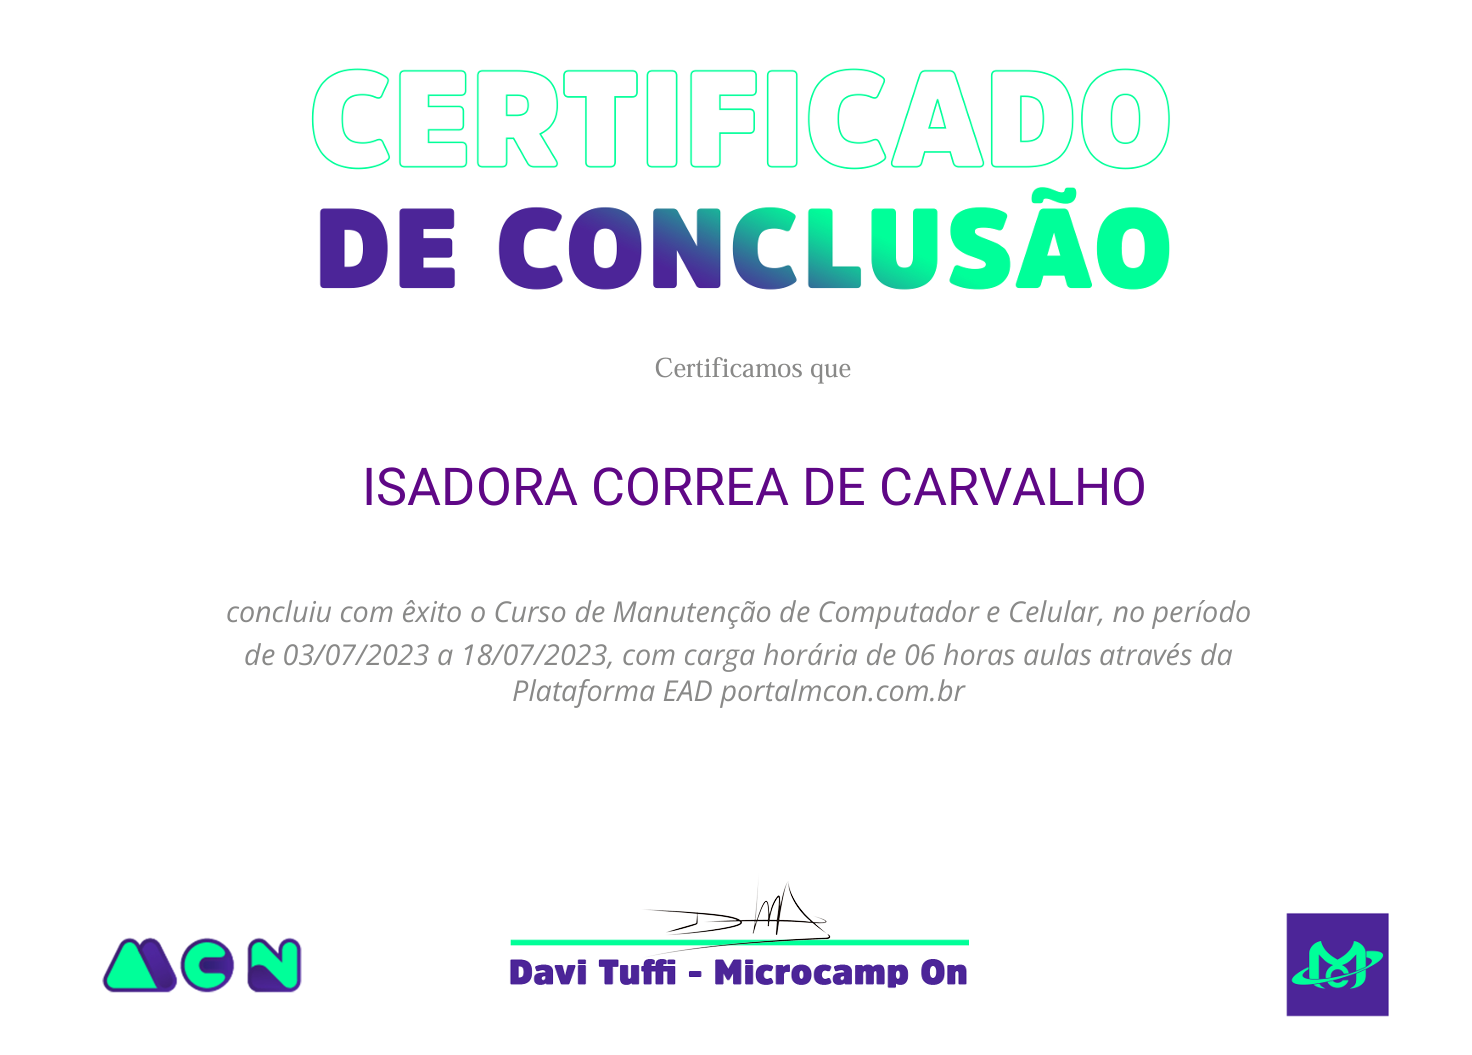 CERTIFICADO
DE CONCLUSÃO
Certificamos que
ISADORA CORREA DE CARVALHO
concluiu com êxito o Curso de Manutenção de Computador e Celular, no período
de 03/07/2023 a 18/07/2023, com carga horária de 06 horas aulas através da
Plataforma EAD portalmcon.com.br
Davi Tuffi - Microcamp On
MCN